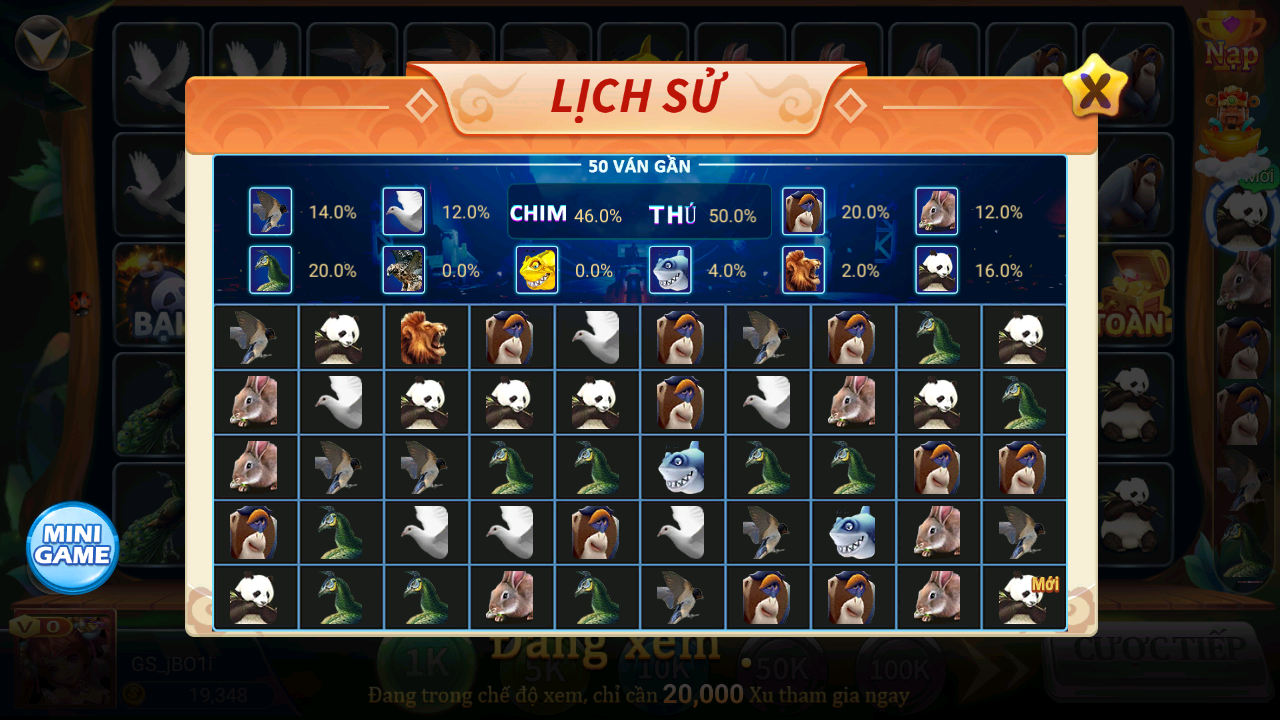 LỊCH SỬ
X
Nạp
50 VÁN GẦN
Mới
14.0% 12.0% CHIM 46.0% THÚ 50.0% 20.0% 12.0%
20.0% 0.0% 0.0% 4.0% 2.0% 16.0%
TOÀN
MINI
GAME
Mới
V 0
Đang xem
CƯỢC TIẾP
GS_jBO1i
1K 5K 10K 50K 100K
19,348
Đang trong chế độ xem, chỉ cần 20,000 Xu tham gia ngay